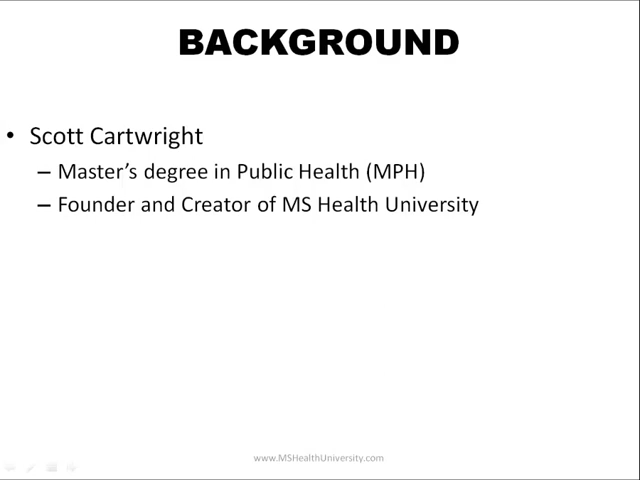 BACKGROUND
• Scott Cartwright
– Master’s degree in Public Health (MPH)
– Founder and Creator of MS Health University
www.MSHealthUniversity.com